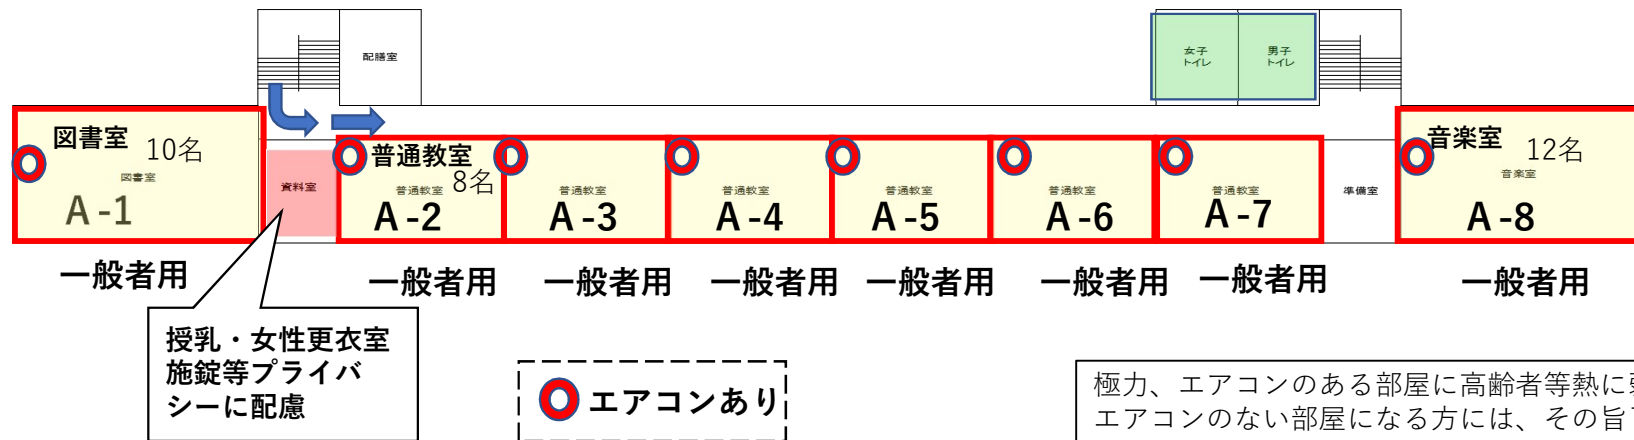 配膳室
女子
トイレ
男子
トイレ
図書室 10名
図書室
A-1
資料室
普通教室
普通教室 8名
A-2
普通教室
A-3
普通教室
A-4
普通教室
A-5
普通教室
A-6
普通教室
A-7
準備室
音楽室 12名
音楽室
A-8
一般者用
一般者用
一般者用
一般者用
一般者用
一般者用
一般者用
一般者用
授乳・女性更衣室
施錠等プライバ
シーに配慮
エアコンあり
極力、エアコンのある部屋に高齢者等熱に
エアコンのない部屋になる方には、その旨